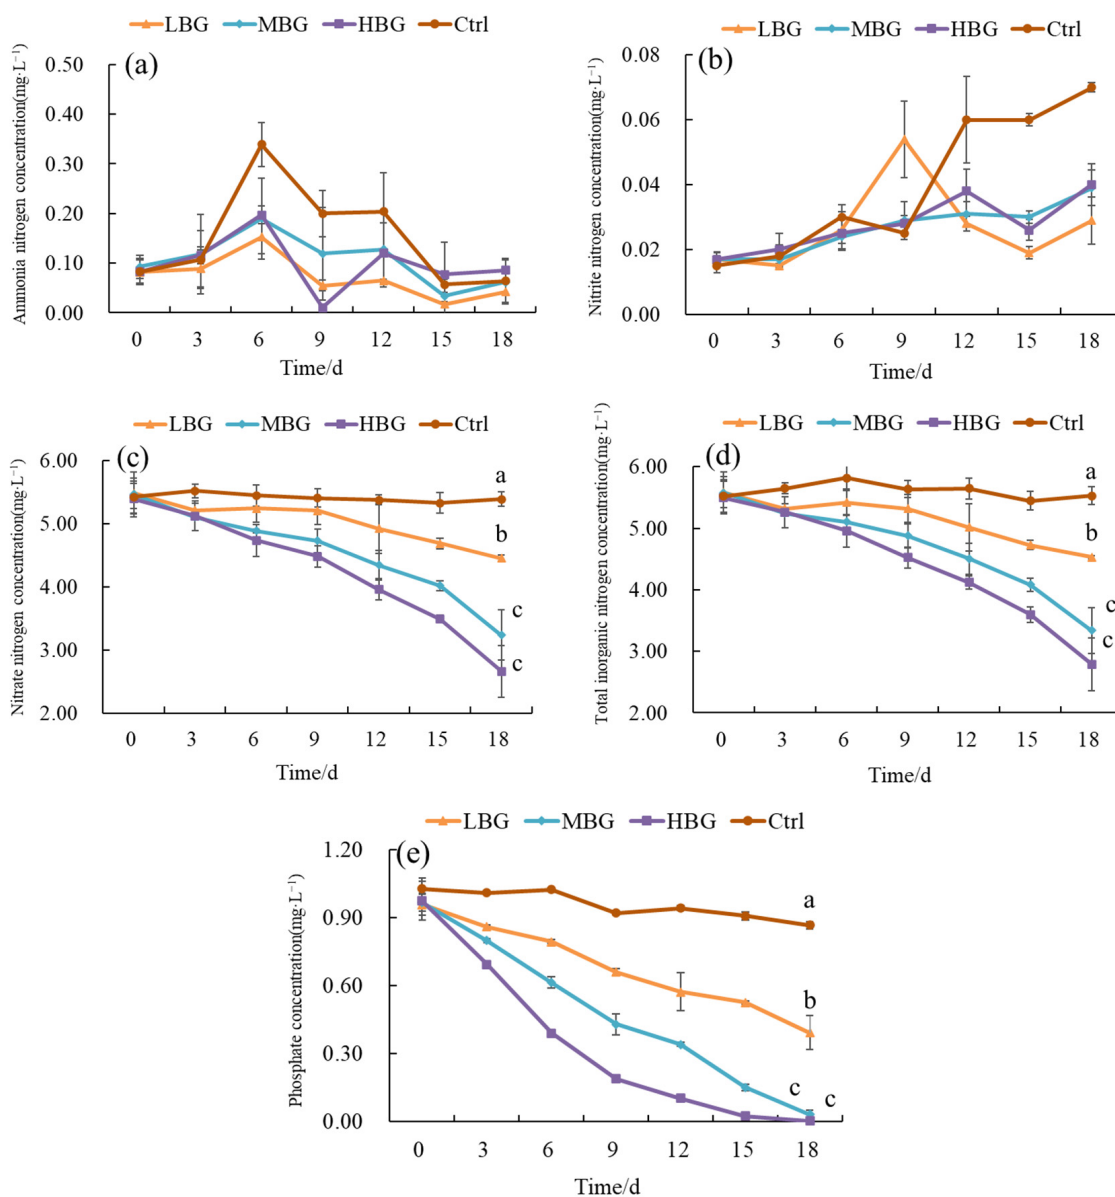 LBG MBG HBG Ctrl
(a)
Ammonia nitrogen concentration(mg·L⁻¹)
0.50
0.40
0.30
0.20
0.10
0.00
0 3 6 9 12 15 18
Time/d
LBG MBG HBG Ctrl
(b)
Nitrite nitrogen concentration(mg·L⁻¹)
0.08
0.06
0.04
0.02
0.00
0 3 6 9 12 15 18
Time/d
LBG MBG HBG Ctrl
(c)
Nitrate nitrogen concentration(mg·L⁻¹)
6.00
5.00
4.00
3.00
2.00
a
b
c
c
0 3 6 9 12 15 18
Time/d
LBG MBG HBG Ctrl
(d)
Total inorganic nitrogen concentration(mg·L⁻¹)
6.00
5.00
4.00
3.00
2.00
a
b
c
c
0 3 6 9 12 15 18
Time/d
LBG MBG HBG Ctrl
(e)
Phosphate concentration(mg·L⁻¹)
1.20
0.90
0.60
0.30
0.00
a
b
c c
0 3 6 9 12 15 18
Time/d